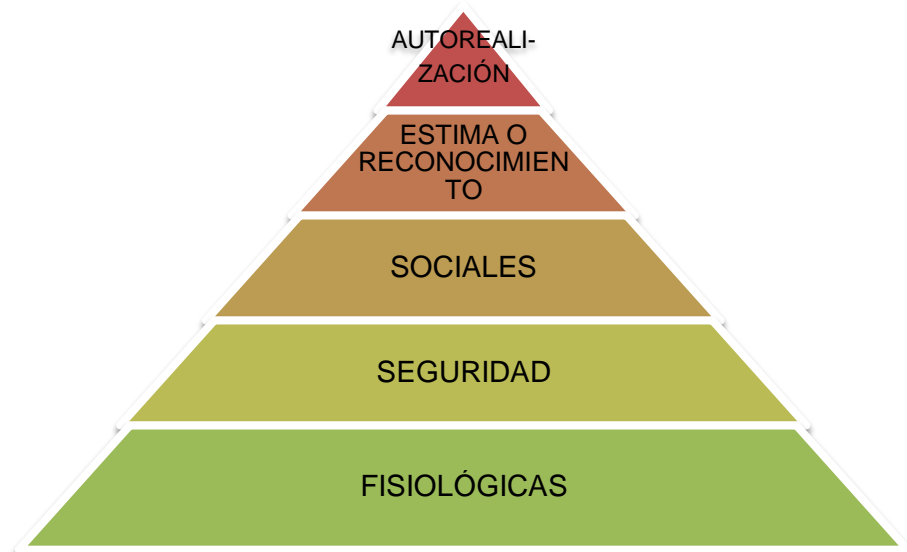 AUTOREALI-
ZACIÓN
ESTIMA O
RECONOCIMIEN
TO
SOCIALES
SEGURIDAD
FISIOLÓGICAS